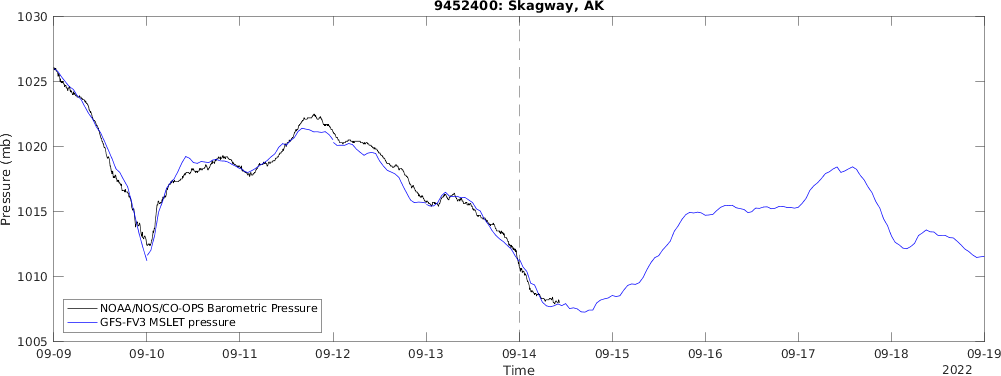 9452400: Skagway, AK
Pressure (mb)
1030
1025
1020
1015
1010
1005
NOAA/NOS/CO-OPS Barometric Pressure
GFS-FV3 MSLET pressure
09-09 09-10 09-11 09-12 09-13 09-14 09-15 09-16 09-17 09-18 09-19
Time
2022